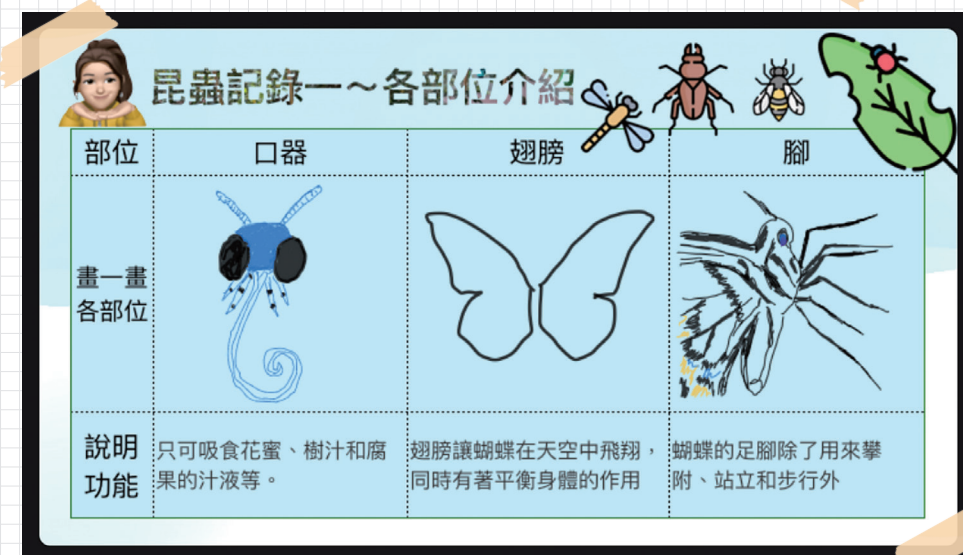 昆蟲記錄一～各部位介紹
部位
口器
翅膀
腳
畫一畫
各部位
說明
功能
只可吸食花蜜、樹汁和腐
果的汁液等。
翅膀讓蝴蝶在天空中飛翔，
同時有著平衡身體的作用
蝴蝶的足腳除了用來攀
附、站立和步行外